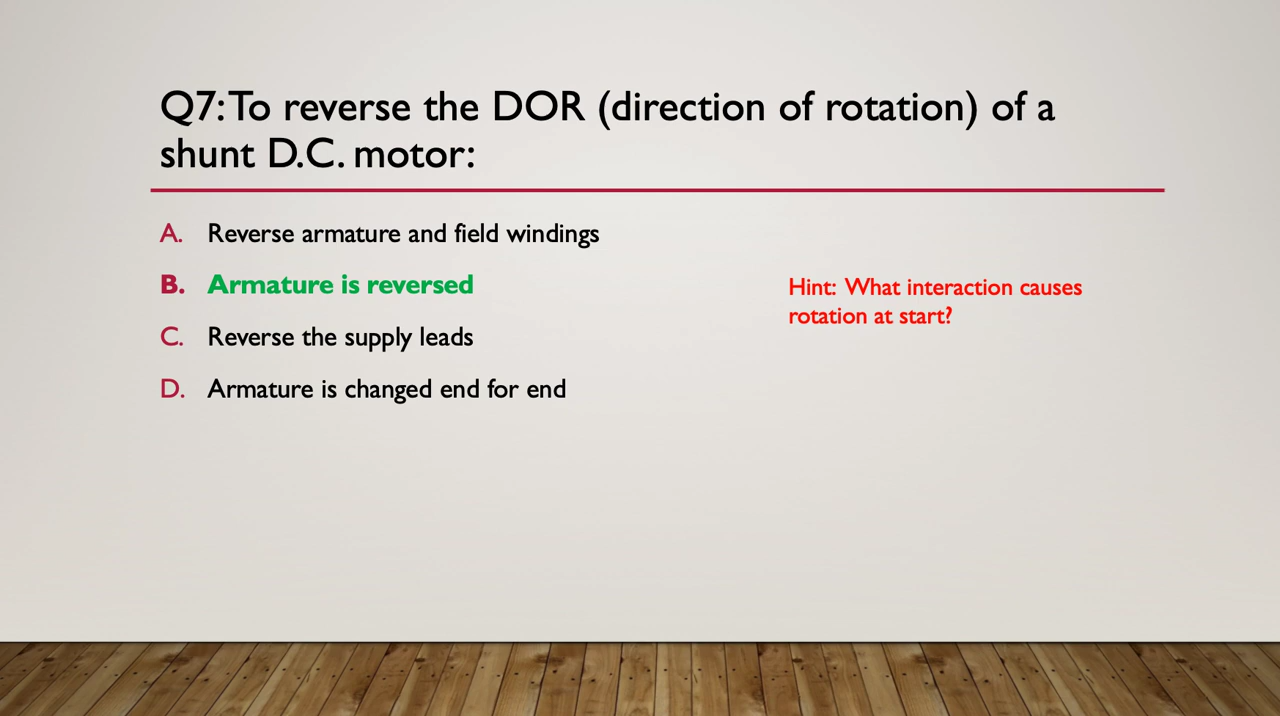 Q7: To reverse the DOR (direction of rotation) of a
shunt D.C. motor:
A. Reverse armature and field windings
B. Armature is reversed
C. Reverse the supply leads
D. Armature is changed end for end
Hint: What interaction causes
rotation at start?